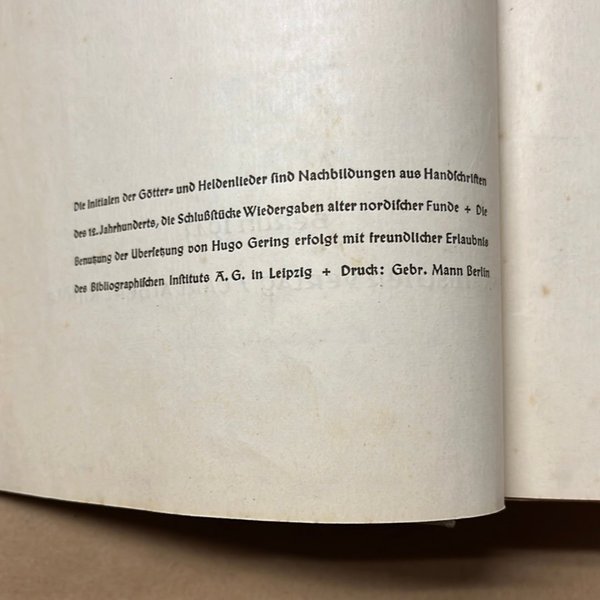 Die Initialen der Götter- und Heldenlieder sind Nachbildungen aus Handschriften
des 12. Jahrhunderts, die Schlußstücke Wiedergaben alter nordischer Funde + Die
Benutzung der Übersetzung von Hugo Gering erfolgt mit freundlicher Erlaubnis
des Bibliographischen Instituts A. G. in Leipzig + Druck: Gebr. Mann Berlin